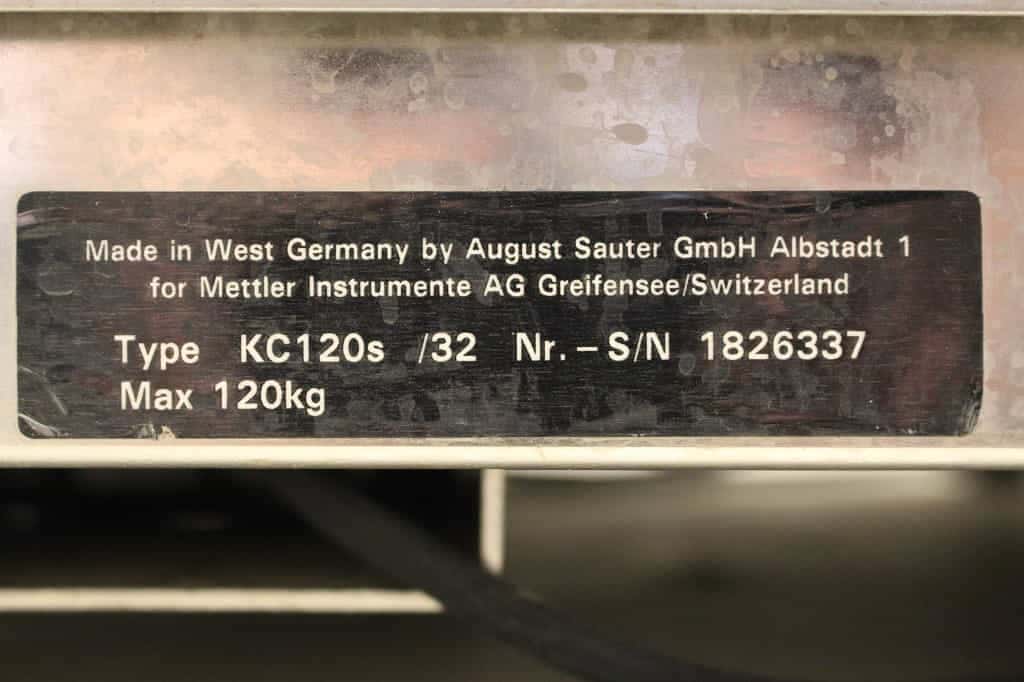 Made in West Germany by August Sauter GmbH Albstadt 1
for Mettler Instrumente AG Greifensee/Switzerland
Type KC120s /32 Nr. – S/N 1826337
Max 120kg